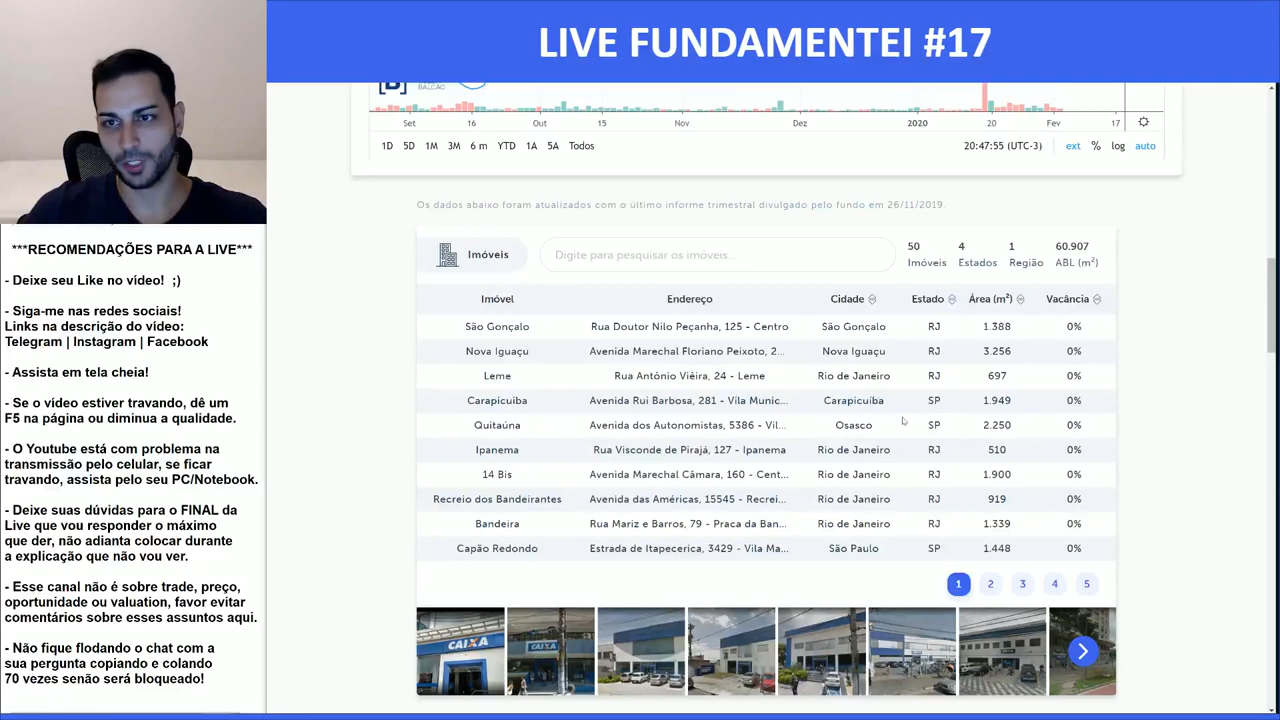 LIVE FUNDAMENTEI #17
BALCÃO
Set 16 Out 15 Nov Dez 2020 20 Fev 17
1D 5D 1M 3M 6 m YTD 1A 5A Todos 20:47:55 (UTC-3) ext % log auto
Os dados abaixo foram atualizados com o último informe trimestral divulgado pelo fundo em 26/11/2019.
Imóveis
Digite para pesquisar os imóveis...
50 4 1 60.907
Imóveis Estados Região ABL (m²)
Imóvel Endereço Cidade Estado Área (m²) Vacância
São Gonçalo Rua Doutor Nilo Peçanha, 125 - Centro São Gonçalo RJ 1.388 0%
Nova Iguaçu Avenida Marechal Floriano Peixoto, 2... Nova Iguaçu RJ 3.256 0%
Leme Rua Antônio Viêira, 24 - Leme Rio de Janeiro RJ 697 0%
Carapicuíba Avenida Rui Barbosa, 281 - Vila Munic... Carapicuíba SP 1.949 0%
Quitaúna Avenida dos Autonomistas, 5386 - Vil... Osasco SP 2.250 0%
Ipanema Rua Visconde de Pirajá, 127 - Ipanema Rio de Janeiro RJ 510 0%
14 Bis Avenida Marechal Câmara, 160 - Cent... Rio de Janeiro RJ 1.900 0%
Recreio dos Bandeirantes Avenida das Américas, 15545 - Recrei... Rio de Janeiro RJ 919 0%
Bandeira Rua Mariz e Barros, 79 - Praca da Ban... Rio de Janeiro RJ 1.339 0%
Capão Redondo Estrada de Itapecerica, 3429 - Vila Ma... São Paulo SP 1.448 0%
1 2 3 4 5
CAIXA
CAIXA
***RECOMENDAÇÕES PARA A LIVE***
- Deixe seu Like no vídeo! ;)
- Siga-me nas redes sociais!
Links na descrição do vídeo:
Telegram | Instagram | Facebook
- Assista em tela cheia!
- Se o vídeo estiver travando, dê um
F5 na página ou diminua a qualidade.
- O Youtube está com problema na
transmissão pelo celular, se ficar
travando, assista pelo seu PC/Notebook.
- Deixe suas dúvidas para o FINAL da
Live que vou responder o máximo
que der, não adianta colocar durante
a explicação que não vou ver.
- Esse canal não é sobre trade, preço,
oportunidade ou valuation, favor evitar
comentários sobre esses assuntos aqui.
- Não fique flodando o chat com a
sua pergunta copiando e colando
70 vezes senão será bloqueado!